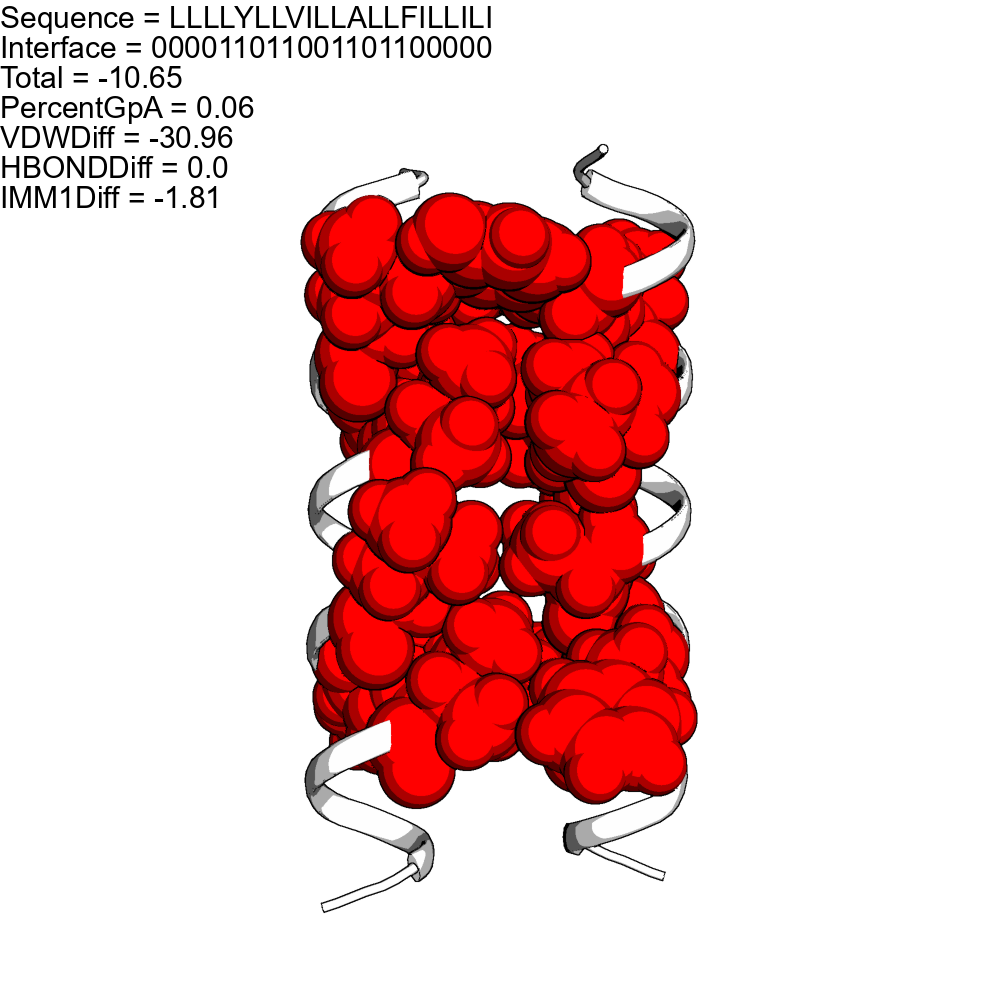 Sequence = LLLLYLLVILLALLFILLILI
Interface = 000011011001101100000
Total = -10.65
PercentGpA = 0.06
VDWDiff = -30.96
HBONDDiff = 0.0
IMM1Diff = -1.81